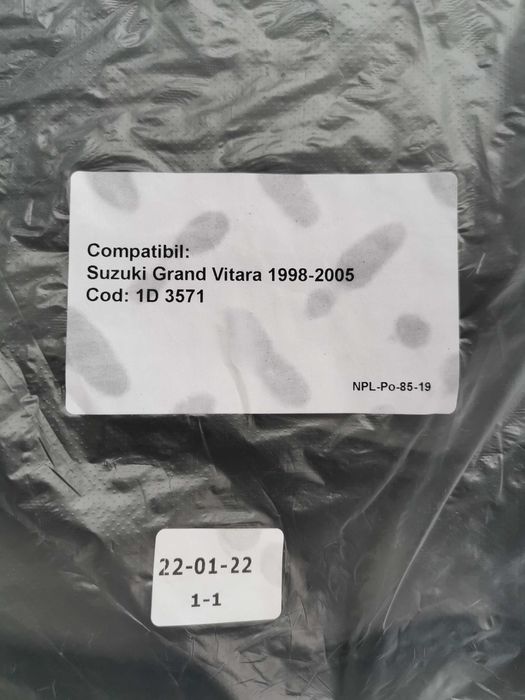 Compatibil:
Suzuki Grand Vitara 1998-2005
Cod: 1D 3571
NPL-Po-85-19
22-01-22
1-1